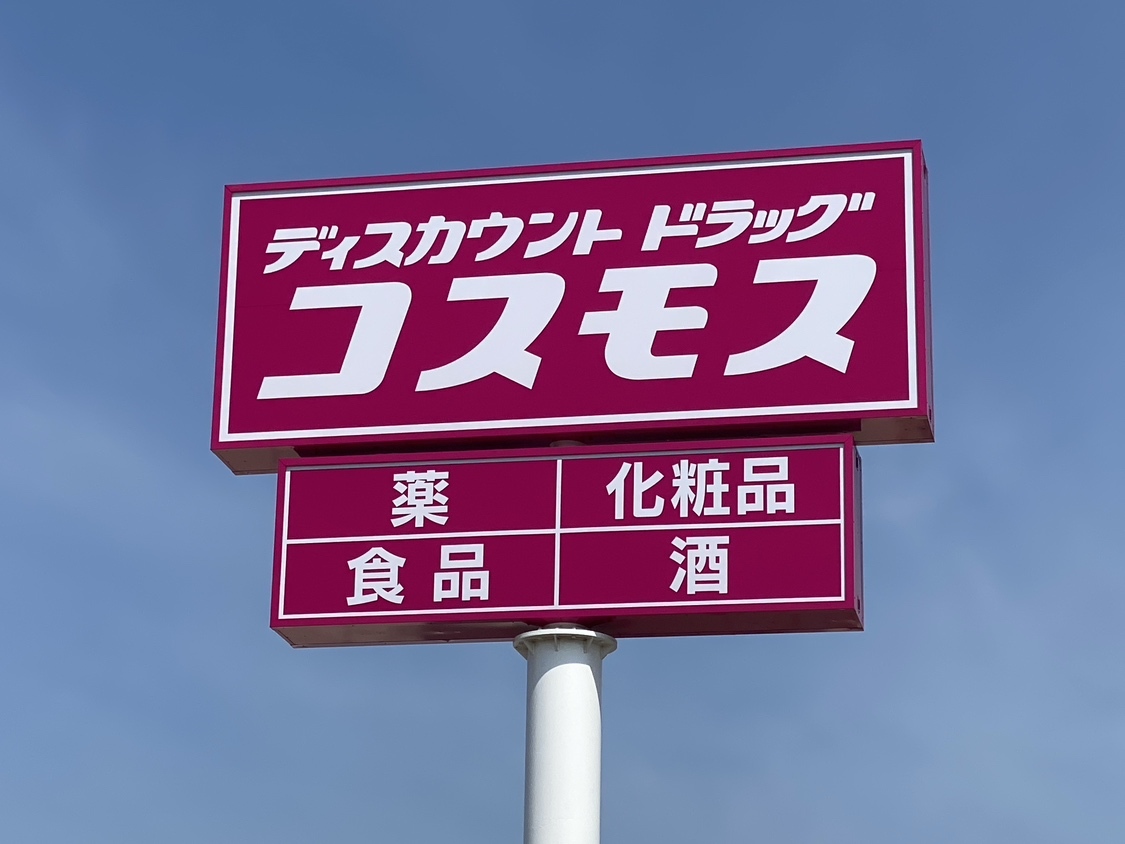 ディスカウント ドラッグ
コスモス
薬 化粧品
食品 酒